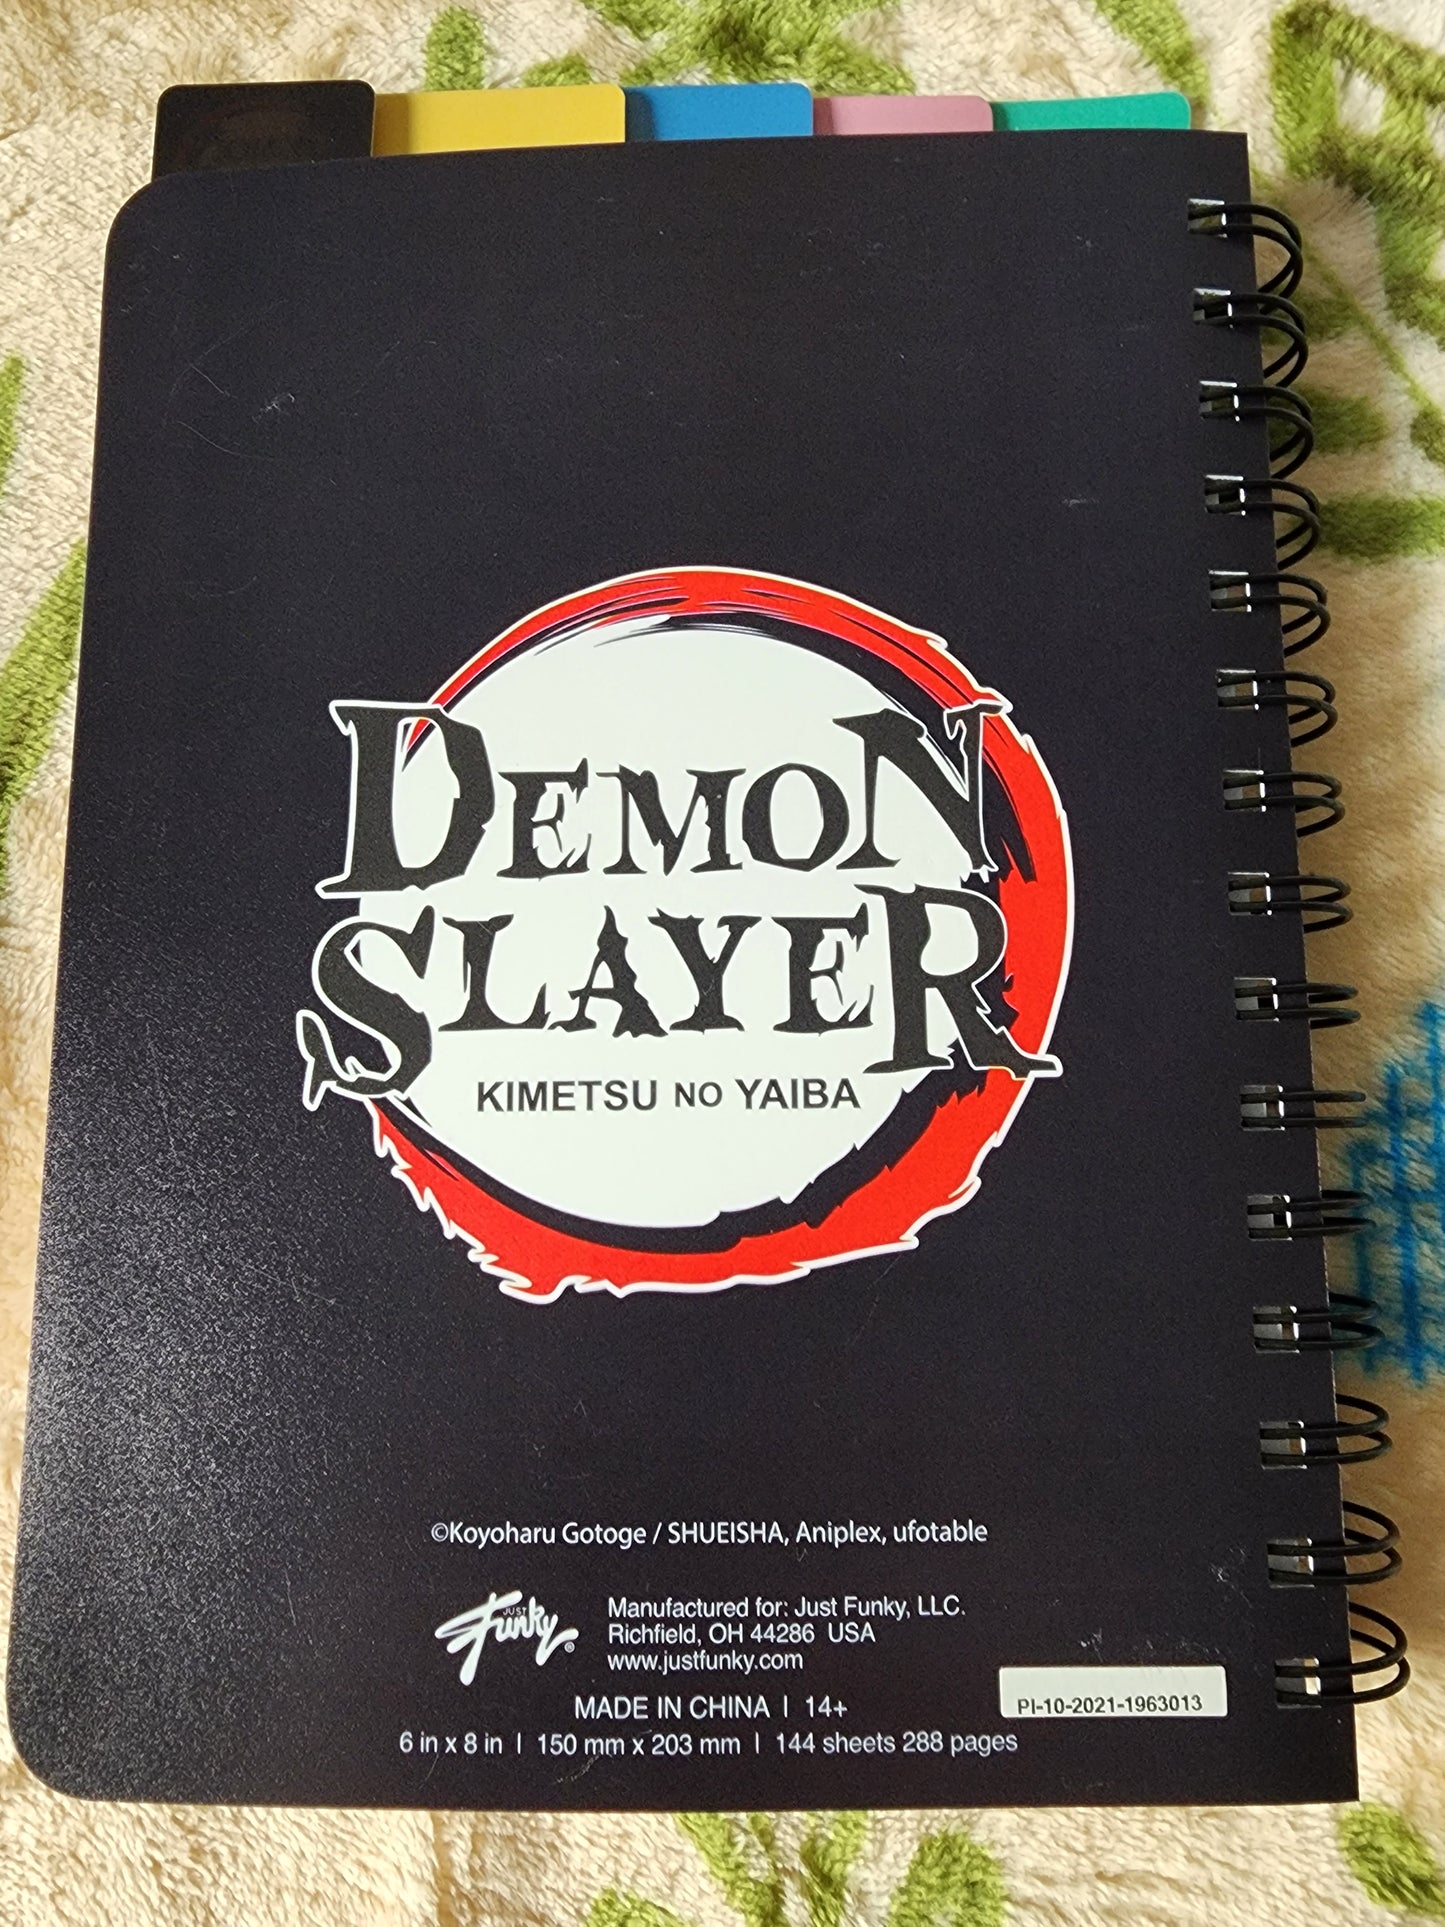 DEMON
SLAYER
KIMETSU NO YAIBA
©Koyoharu Gotoge / SHUEISHA, Aniplex, ufotable
JUST
Funky®
Manufactured for: Just Funky, LLC.
Richfield, OH 44286 USA
www.justfunky.com
MADE IN CHINA | 14+
PI-10-2021-1963013
6 in x 8 in | 150 mm x 203 mm | 144 sheets 288 pages